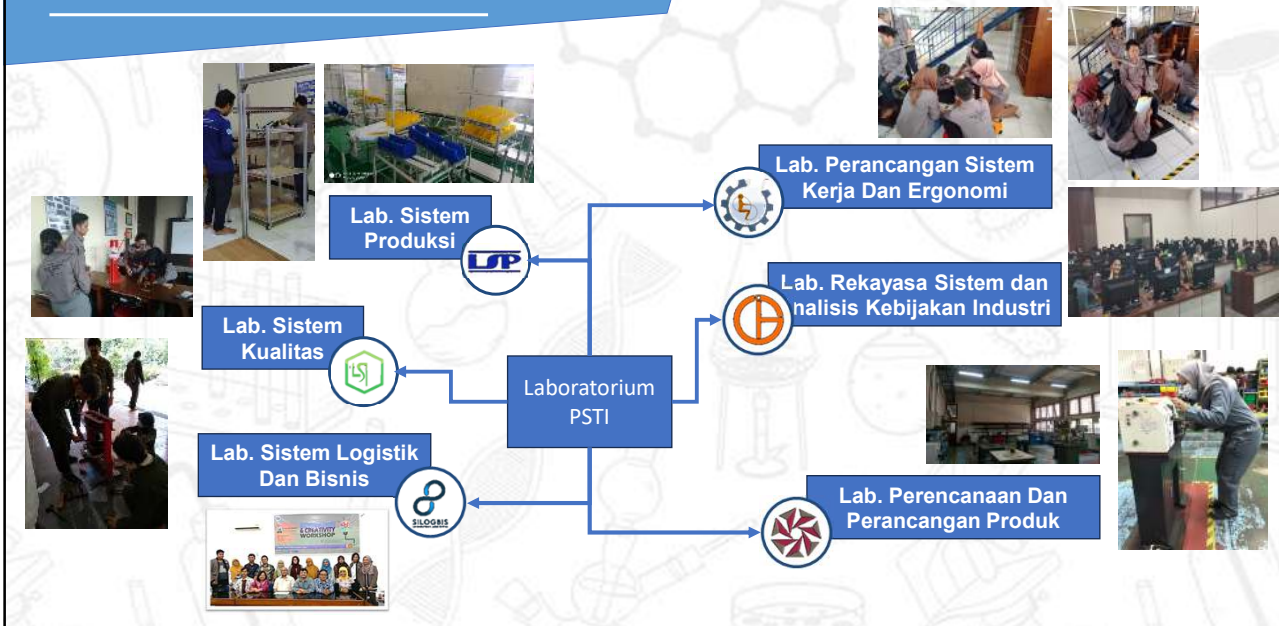 Lab. Perancangan Sistem
Kerja Dan Ergonomi
Lab. Sistem
Produksi
LSP
Lab. Rekayasa Sistem dan
nalisis Kebijakan Industri
Lab. Sistem
Kualitas
Laboratorium
PSTI
Lab. Sistem Logistik
Dan Bisnis
SILOGBIS
& CREATIVITY
WORKSHOP
Lab. Perencanaan Dan
Perancangan Produk